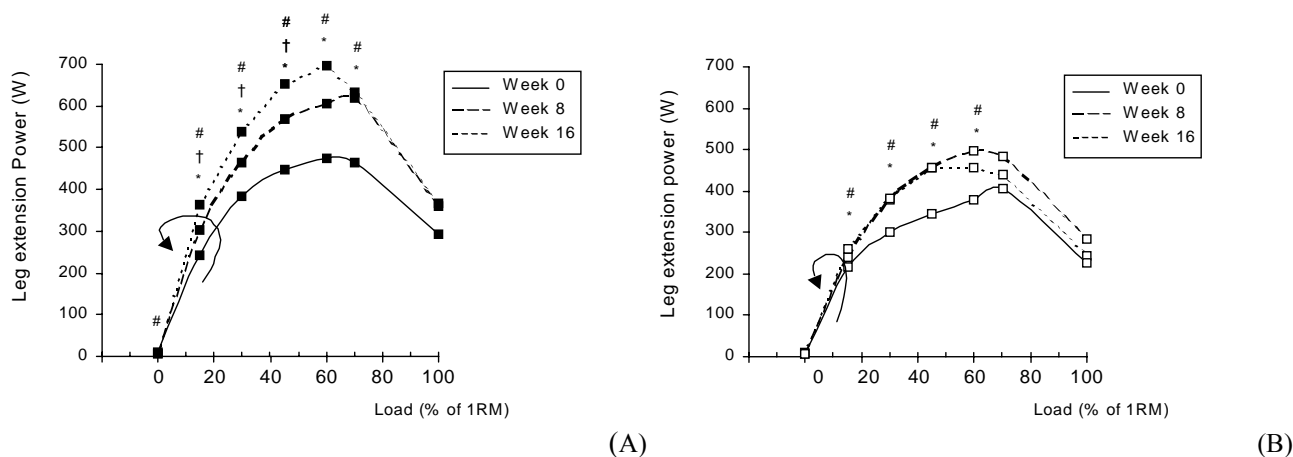 #
#
†
*
#
†
*
#
*
#
†
*
#
*
#
Leg extension Power (W)
700
600
500
400
300
200
100
0
0 20 40 60 80 100
Load (% of 1RM)
Week 0
Week 8
Week 16
(A)
#
*
#
*
#
*
#
*
Leg extension power (W)
700
600
500
400
300
200
100
0
0 20 40 60 80 100
Load (% of 1RM)
Week 0
Week 8
Week 16
(B)